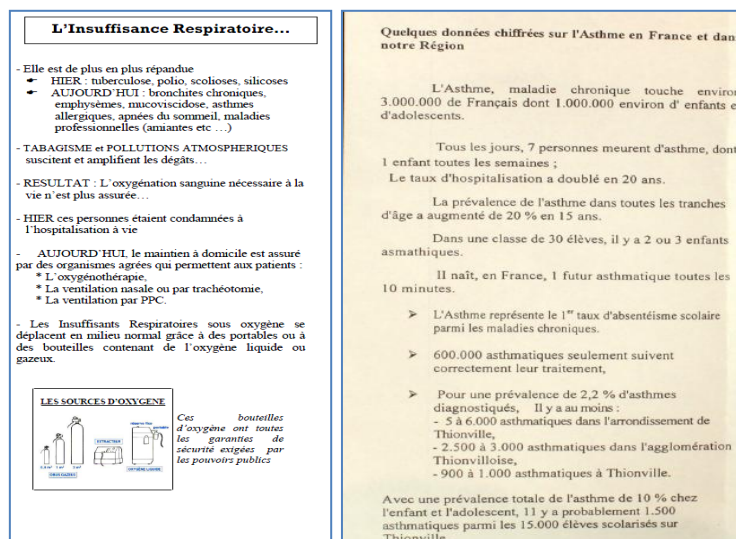 L'Insuffisance Respiratoire...
- Elle est de plus en plus répandue
HIER : tuberculose, polio, scolioses, silicoses
AUJOURD'HUI : bronchites chroniques,
emphysèmes, mucoviscidose, asthmes
allergiques, apnées du sommeil, maladies
professionnelles (amiantes etc ...)
- TABAGISME et POLLUTIONS ATMOSPHERIQUES
suscitent et amplifient les dégâts...
- RESULTAT : L'oxygénation sanguine nécessaire à la
vie n'est plus assurée...
- HIER ces personnes étaient condamnées à
l'hospitalisation à vie
- AUJOURD'HUI, le maintien à domicile est assuré
par des organismes agrées qui permettent aux patients :
* L'oxygénothérapie,
* La ventilation nasale ou par trachéotomie,
* La ventilation par PPC.
- Les Insuffisants Respiratoires sous oxygène se
déplacent en milieu normal grâce à des portables ou à
des bouteilles contenant de l'oxygène liquide ou
gazeux.
LES SOURCES D'OXYGENE
EXTRACTEUR
OXYGÈNE LIQUIDE
Ces bouteilles
d'oxygène ont toutes
les garanties de
sécurité exigées par
les pouvoirs publics
Quelques données chiffrées sur l'Asthme en France et dans
notre Région
L'Asthme, maladie chronique touche environ
3.000.000 de Français dont 1.000.000 environ d' enfants e
d'adolescents.
Tous les jours, 7 personnes meurent d'asthme, dont
1 enfant toutes les semaines ;
Le taux d'hospitalisation a doublé en 20 ans.
La prévalence de l'asthme dans toutes les tranches
d'âge a augmenté de 20 % en 15 ans.
Dans une classe de 30 élèves, il y a 2 ou 3 enfants
asmathiques.
Il naît, en France, 1 futur asthmatique toutes les
10 minutes.
➢ L'Asthme représente le 1er taux d'absentéisme scolaire
parmi les maladies chroniques.
➢ 600.000 asthmatiques seulement suivent
correctement leur traitement,
➢ Pour une prévalence de 2,2 % d'asthmes
diagnostiqués, Il y a au moins :
- 5 à 6.000 asthmatiques dans l'arrondissement de
Thionville,
- 2.500 à 3.000 asthmatiques dans l'agglomération
Thionvilloise,
- 900 à 1.000 asthmatiques à Thionville.
Avec une prévalence totale de l'asthme de 10 % chez
l'enfant et l'adolescent, 11 y a probablement 1.500
asthmatiques parmi les 15.000 élèves scolarisés sur
Thionville